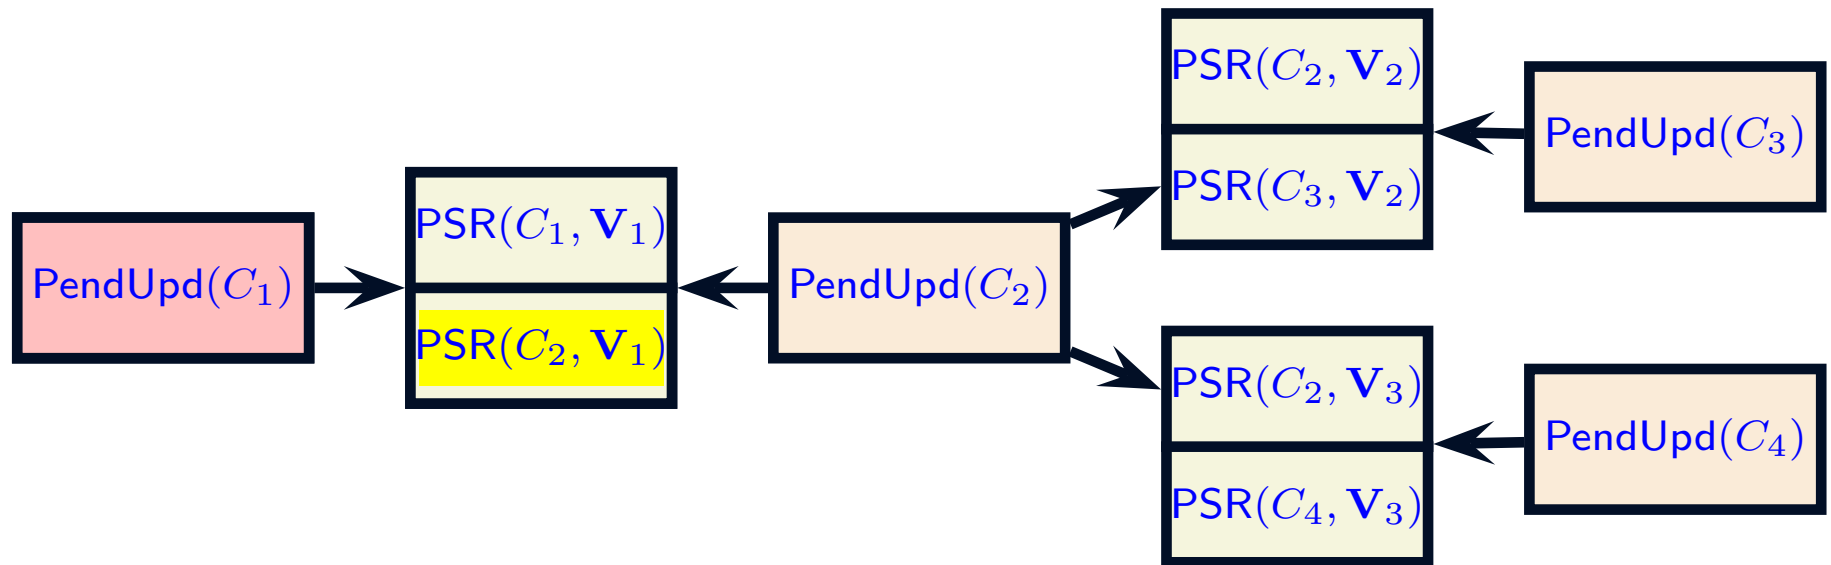 PendUpd(C₁)
PSR(C₁, V₁)
PSR(C₂, V₁)
PendUpd(C₂)
PSR(C₂, V₂)
PSR(C₃, V₂)
PendUpd(C₃)
PSR(C₂, V₃)
PSR(C₄, V₃)
PendUpd(C₄)